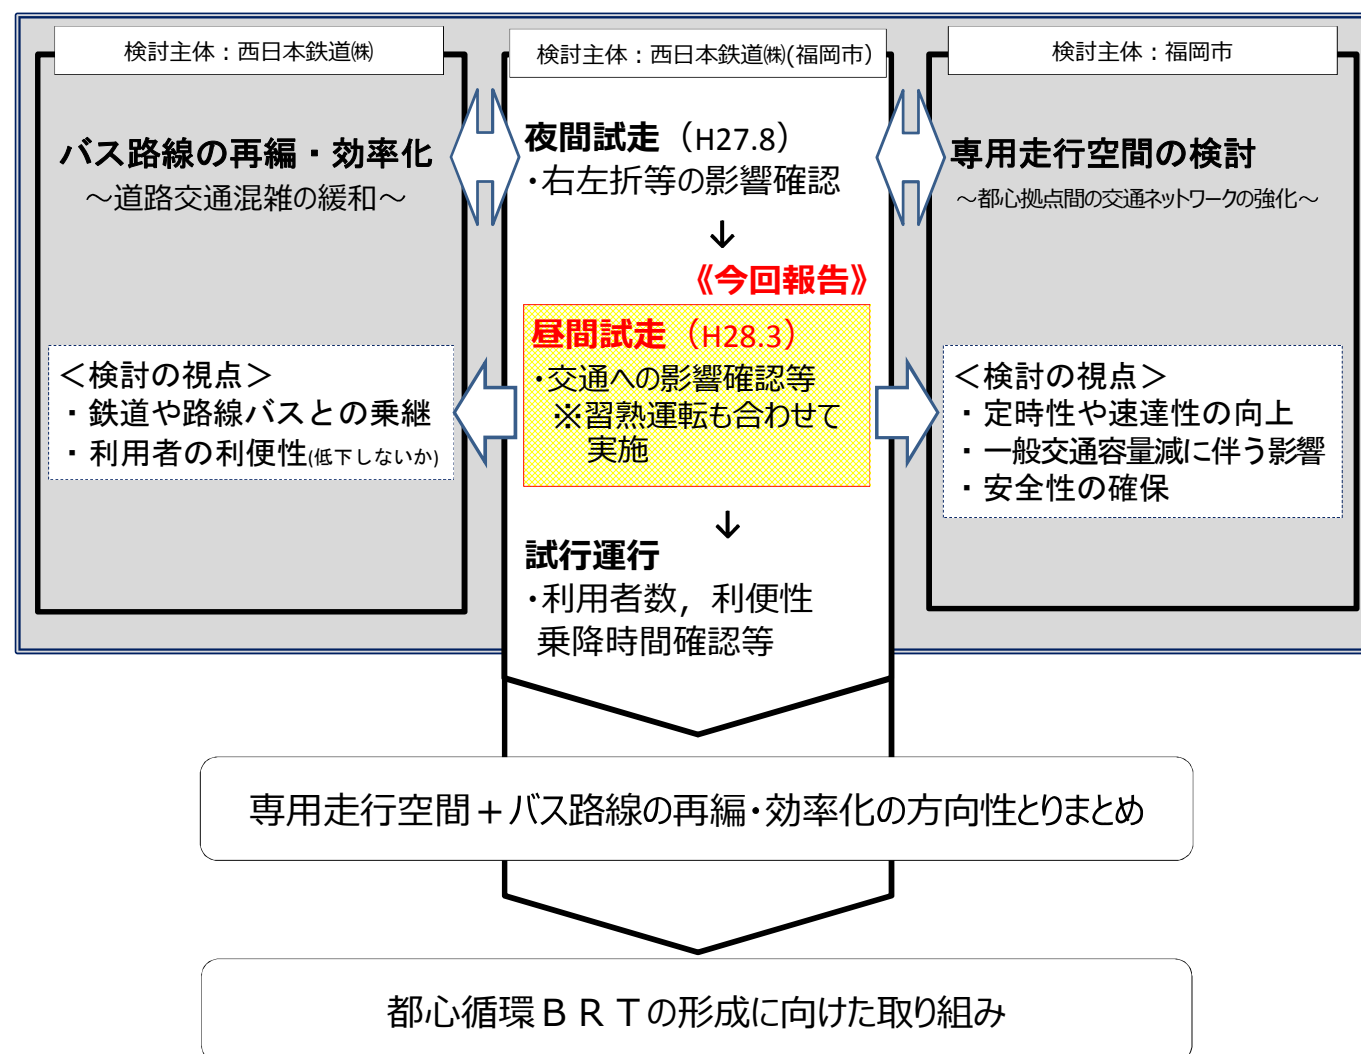 検討主体：西日本鉄道㈱
バス路線の再編・効率化
～道路交通混雑の緩和～
＜検討の視点＞
・鉄道や路線バスとの乗継
・利用者の利便性(低下しないか)
検討主体：西日本鉄道㈱(福岡市）
夜間試走（H27.8）
・右左折等の影響確認
↓
《今回報告》
昼間試走（H28.3）
・交通への影響確認等
※習熟運転も合わせて
実施
↓
試行運行
・利用者数，利便性
乗降時間確認等
検討主体：福岡市
専用走行空間の検討
～都心拠点間の交通ネットワークの強化～
＜検討の視点＞
・定時性や速達性の向上
・一般交通容量減に伴う影響
・安全性の確保
専用走行空間＋バス路線の再編・効率化の方向性とりまとめ
都心循環ＢＲＴの形成に向けた取り組み